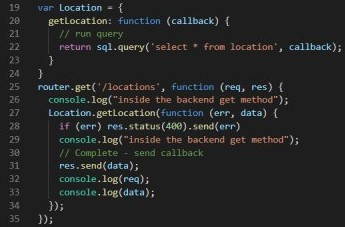 19 var Location = {
20 getLocation: function (callback) {
21 // run query
22 return sql.query('select * from location', callback);
23 }
24 }
25 router.get('/locations', function (req, res) {
26 console.log("inside the backend get method");
27 Location.getLocation(function (err, data) {
28 if (err) res.status(400).send(err)
29 console.log("inside the backend get method");
30 // Complete - send callback
31 res.send(data);
32 console.log(req);
33 console.log(data);
34 });
35 });